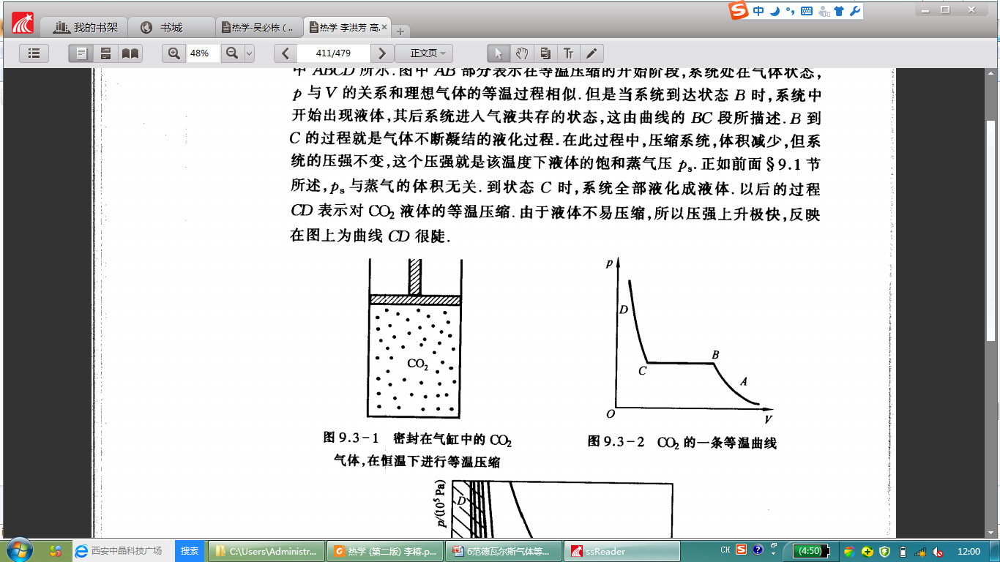 中
我的书架
书城
热学-吴必栋 (..
热学 李洪芳 高.
×
+
48%
411/479
正文页
中 ABCD 所示.图中 AB 部分表示在等温压缩的开始阶段,系统处在气体状态,
p 与 V 的关系和理想气体的等温过程相似.但是当系统到达状态 B 时,系统中
开始出现液体,其后系统进入气液共存的状态,这由曲线的 BC 段所描述.B 到
C 的过程就是气体不断凝结的液化过程.在此过程中,压缩系统,体积减少,但系
统的压强不变,这个压强就是该温度下液体的饱和蒸气压 ps.正如前面§9.1 节
所述,ps 与蒸气的体积无关.到状态 C 时,系统全部液化成液体.以后的过程
CD 表示对 CO2 液体的等温压缩.由于液体不易压缩,所以压强上升极快,反映
在图上为曲线 CD 很陡.
CO2
p
D
C
B
A
O
V
图 9.3-1 密封在气缸中的 CO2
气体,在恒温下进行等温压缩
图 9.3-2 CO2 的一条等温曲线
p/(10⁵ Pa)
D
西安中晶科技广场
搜索
C:\Users\Administr...
热学 (第二版) 李椿.p...
6范德瓦尔斯气体等...
ssReader
CH
(4:50)
12:00